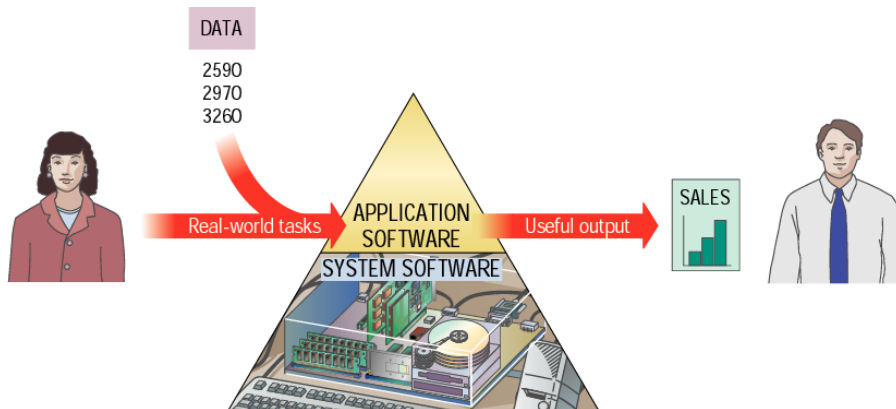 DATA
2590
2970
3260
Real-world tasks
APPLICATION
SOFTWARE
Useful output
SALES
SYSTEM SOFTWARE